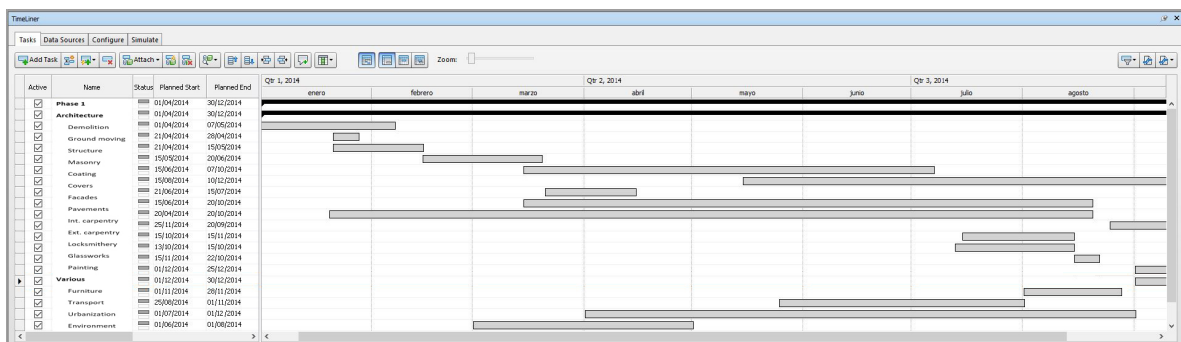 TimeLiner
Tasks Data Sources Configure Simulate
Add Task Attach Zoom:
Qtr 1, 2014 Qtr 2, 2014 Qtr 3, 2014
Active Name Status Planned Start Planned End enero febrero marzo abril mayo junio julio agosto
Phase 1 01/04/2014 30/12/2014
Architecture 01/04/2014 30/12/2014
Demolition 01/04/2014 07/05/2014
Ground moving 21/04/2014 28/04/2014
Structure 21/04/2014 15/05/2014
Masonry 15/05/2014 20/06/2014
Coating 15/06/2014 07/10/2014
Covers 15/08/2014 10/12/2014
Facades 21/06/2014 15/07/2014
Pavements 15/06/2014 20/10/2014
Int. carpentry 20/04/2014 20/10/2014
25/11/2014 20/09/2014
Ext. carpentry 15/10/2014 15/11/2014
Locksmithery 13/10/2014 15/10/2014
Glassworks 15/11/2014 22/10/2014
Painting 01/12/2014 25/12/2014
Various 01/12/2014 30/12/2014
Furniture 01/11/2014 28/11/2014
Transport 25/08/2014 01/11/2014
Urbanization 01/07/2014 01/12/2014
Environment 01/06/2014 01/08/2014